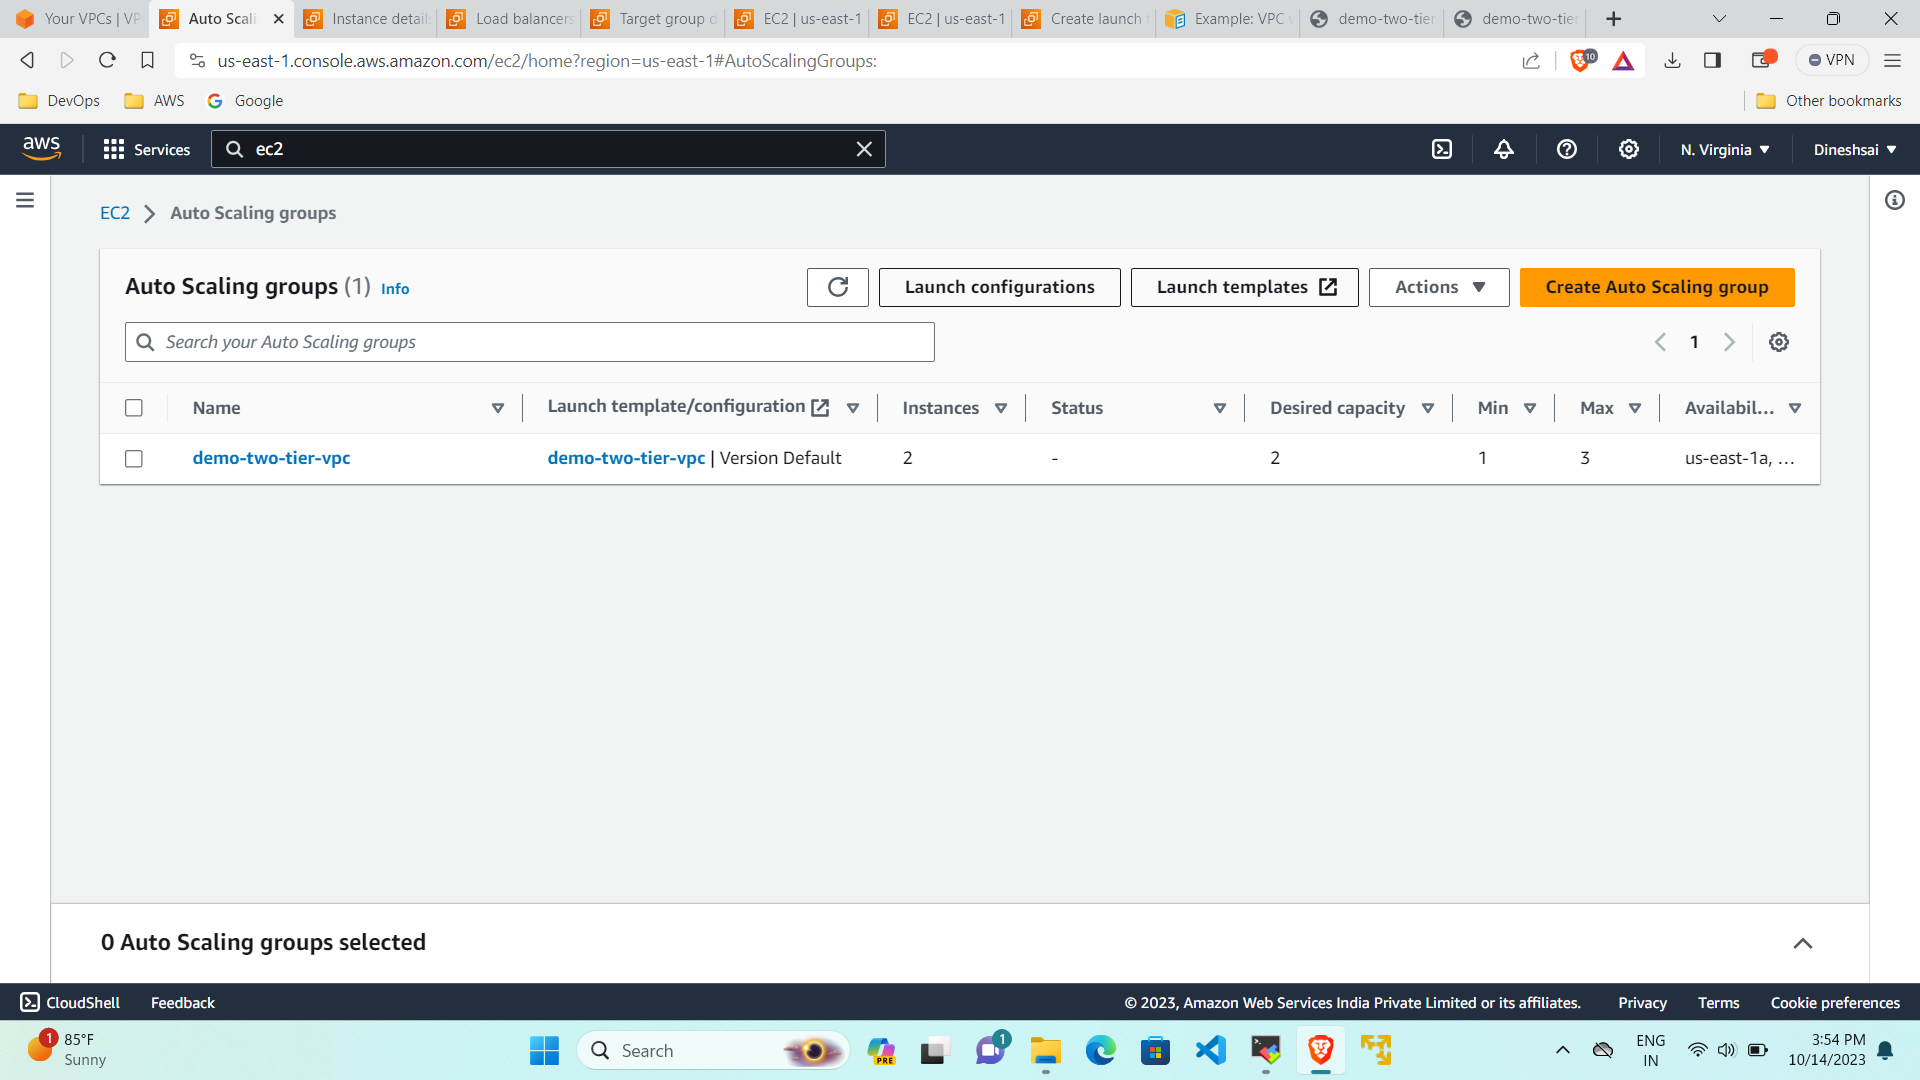 Your VPCs | VP
Auto Scali
Instance detail
Load balancers
Target group d
EC2 | us-east-1
EC2 | us-east-1
Create launch t
Example: VPC w
demo-two-tier
demo-two-tier
us-east-1.console.aws.amazon.com/ec2/home?region=us-east-1#AutoScalingGroups:
10
VPN
DevOps
AWS
Google
Other bookmarks
aws
Services
ec2
N. Virginia
Dineshsai
EC2
Auto Scaling groups
Auto Scaling groups (1) Info
Launch configurations
Launch templates
Actions
Create Auto Scaling group
Search your Auto Scaling groups
1
Name
Launch template/configuration
Instances
Status
Desired capacity
Min
Max
Availabil...
demo-two-tier-vpc
demo-two-tier-vpc | Version Default
2
-
2
1
3
us-east-1a, ...
0 Auto Scaling groups selected
CloudShell
Feedback
© 2023, Amazon Web Services India Private Limited or its affiliates.
Privacy
Terms
Cookie preferences
1
85°F
Sunny
Search
PRE
1
ENG
IN
3:54 PM
10/14/2023